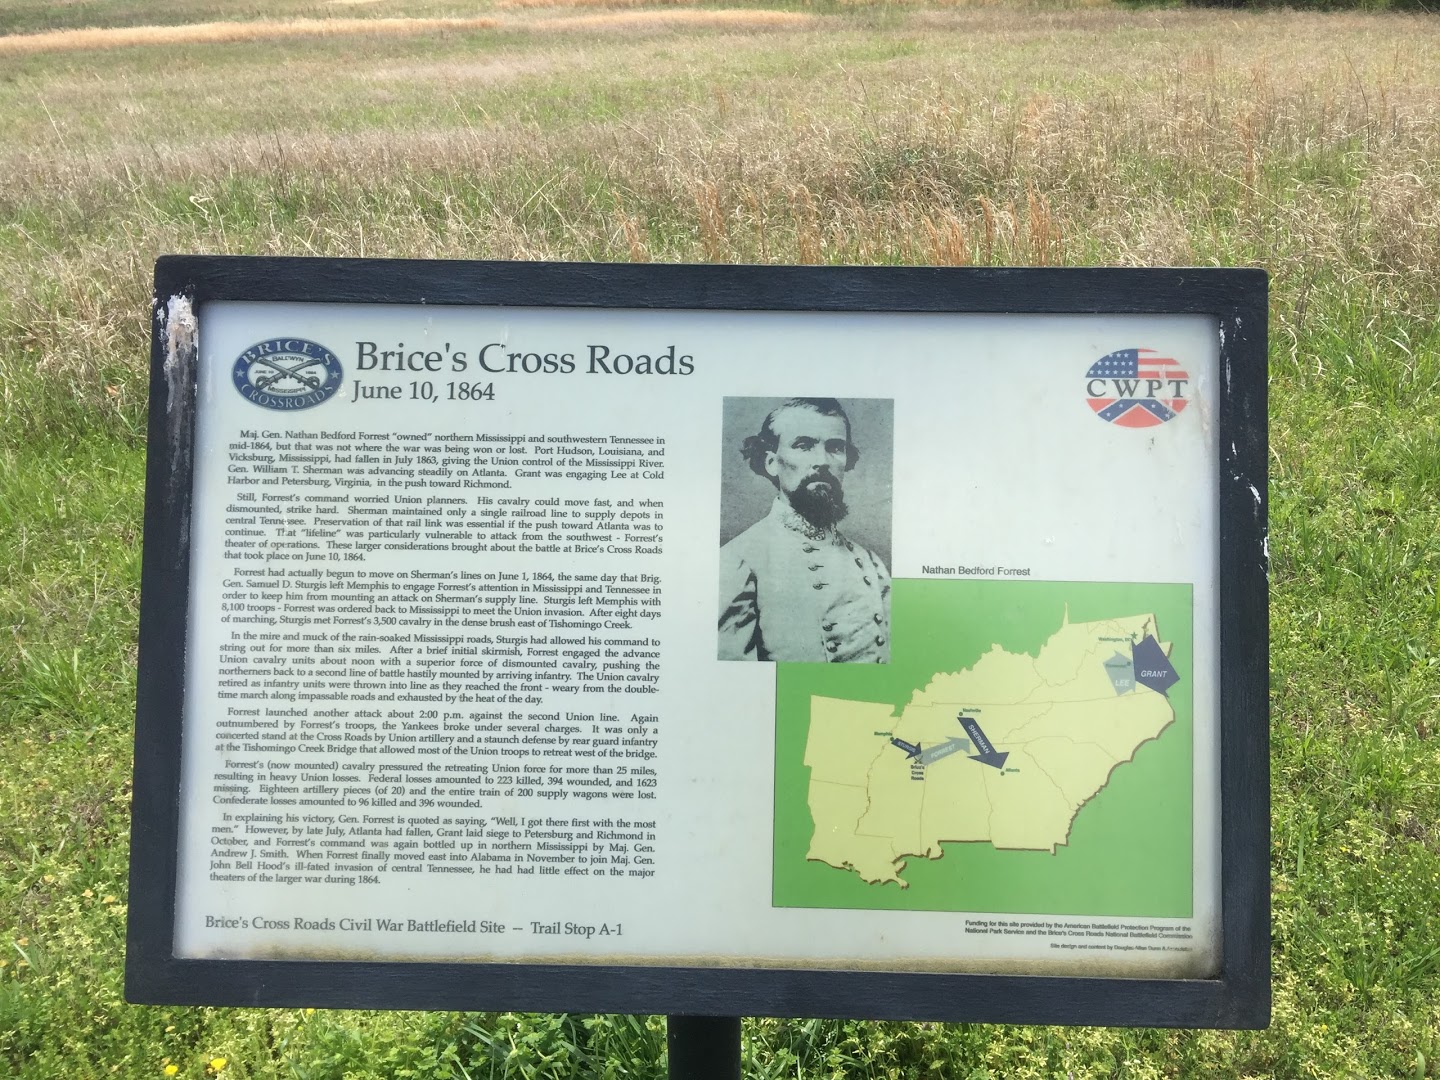 BRICE'S
BALDWYN
JUNE 10 1864
MISSISSIPPI
CROSSROADS
Brice's Cross Roads
June 10, 1864
CWPT
1
Maj. Gen. Nathan Bedford Forrest "owned" northern Mississippi and southwestern Tennessee in
mid-1864, but that was not where the war was being won or lost. Port Hudson, Louisiana, and
Vicksburg, Mississippi, had fallen in July 1863, giving the Union control of the Mississippi River.
Gen. William T. Sherman was advancing steadily on Atlanta. Grant was engaging Lee at Cold
Harbor and Petersburg, Virginia, in the push toward Richmond.
Still, Forrest's command worried Union planners. His cavalry could move fast, and when
dismounted, strike hard. Sherman maintained only a single railroad line to supply depots in
central Tennessee. Preservation of that rail link was essential if the push toward Atlanta was to
continue. That "lifeline" was particularly vulnerable to attack from the southwest - Forrest's
theater of operations. These larger considerations brought about the battle at Brice's Cross Roads
that took place on June 10, 1864.
Forrest had actually begun to move on Sherman's lines on June 1, 1864, the same day that Brig.
Gen. Samuel D. Sturgis left Memphis to engage Forrest's attention in Mississippi and Tennessee in
order to keep him from mounting an attack on Sherman's supply line. Sturgis left Memphis with
8,100 troops - Forrest was ordered back to Mississippi to meet the Union invasion. After eight days
of marching, Sturgis met Forrest's 3,500 cavalry in the dense brush east of Tishomingo Creek.
In the mire and muck of the rain-soaked Mississippi roads, Sturgis had allowed his command to
string out for more than six miles. After a brief initial skirmish, Forrest engaged the advance
Union cavalry units about noon with a superior force of dismounted cavalry, pushing the
northerners back to a second line of battle hastily mounted by arriving infantry. The Union cavalry
retired as infantry units were thrown into line as they reached the front - weary from the double-
time march along impassable roads and exhausted by the heat of the day.
Forrest launched another attack about 2:00 p.m. against the second Union line. Again
outnumbered by Forrest's troops, the Yankees broke under several charges. It was only a
concerted stand at the Cross Roads by Union artillery and a staunch defense by rear guard infantry
at the Tishomingo Creek Bridge that allowed most of the Union troops to retreat west of the bridge.
Forrest's (now mounted) cavalry pressured the retreating Union force for more than 25 miles,
resulting in heavy Union losses. Federal losses amounted to 223 killed, 394 wounded, and 1623
missing. Eighteen artillery pieces (of 20) and the entire train of 200 supply wagons were lost.
Confederate losses amounted to 96 killed and 396 wounded.
In explaining his victory, Gen. Forrest is quoted as saying, "Well, I got there first with the most
men." However, by late July, Atlanta had fallen, Grant laid siege to Petersburg and Richmond in
October, and Forrest's command was again bottled up in northern Mississippi by Maj. Gen.
Andrew J. Smith. When Forrest finally moved east into Alabama in November to join Maj. Gen.
John Bell Hood's ill-fated invasion of central Tennessee, he had had little effect on the major
theaters of the larger war during 1864.
Brice's Cross Roads Civil War Battlefield Site — Trail Stop A-1
Nathan Bedford Forrest
Washington, DC
LEE
GRANT
Nashville
Memphis
STURGIS
FORREST
SHERMAN
Brice's
Cross
Roads
Atlanta
Funding for this site provided by the American Battlefield Protection Program of the
National Park Service and the Brice's Cross Roads National Battlefield Commission
Site design and content by Douglas Allen Gunn &